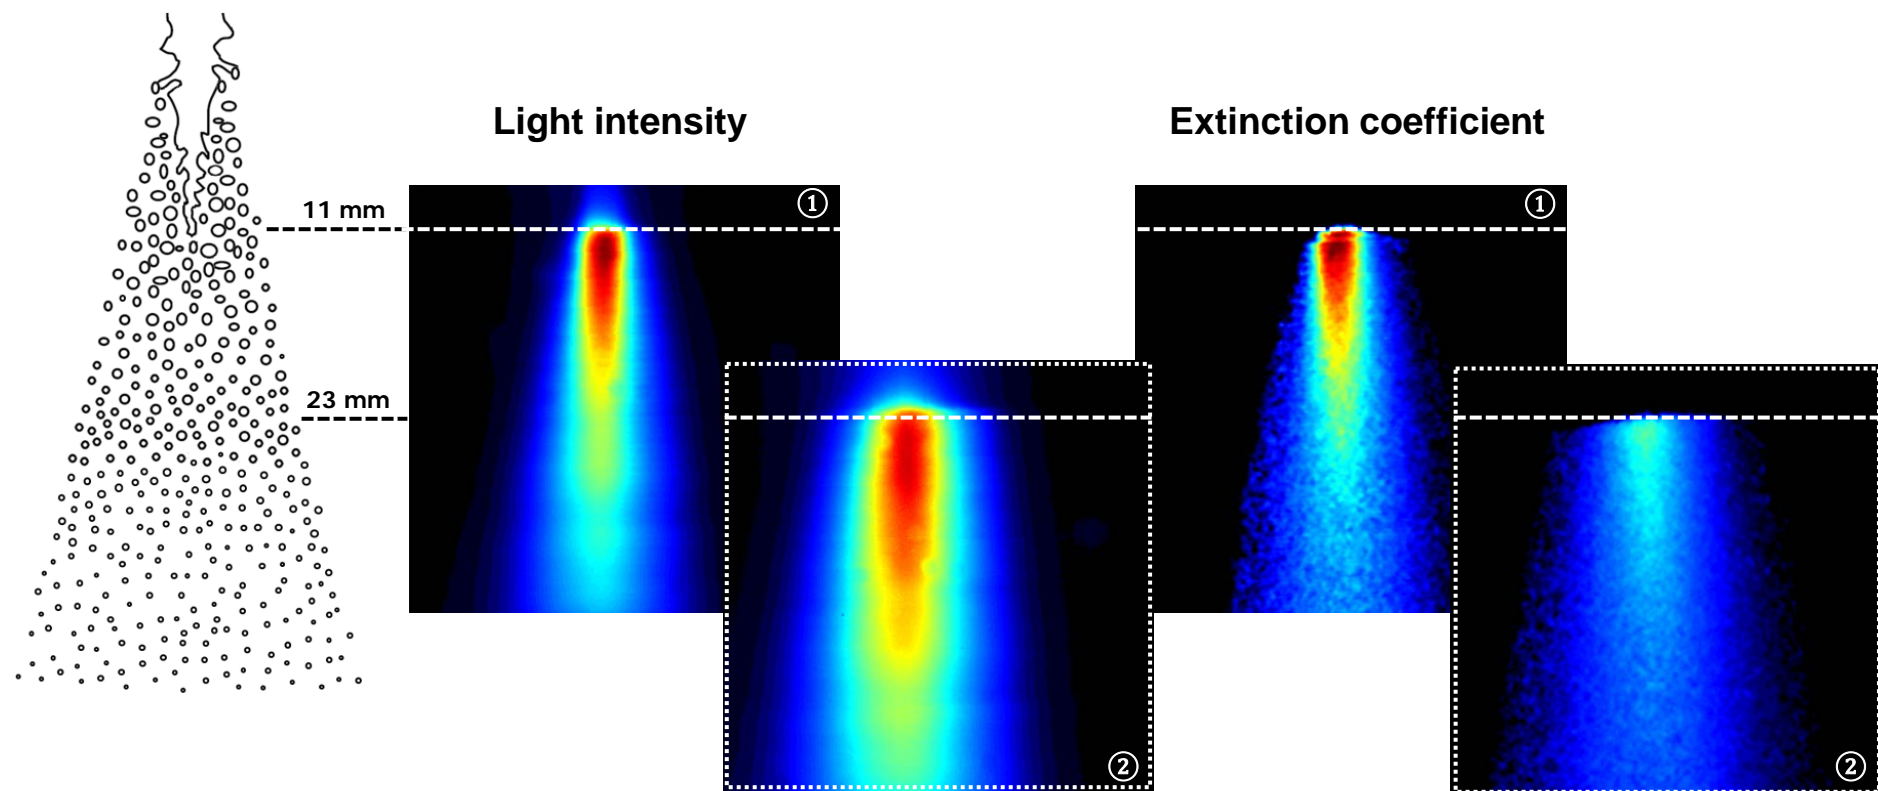 Light intensity
Extinction coefficient
11 mm
①
①
23 mm
②
②